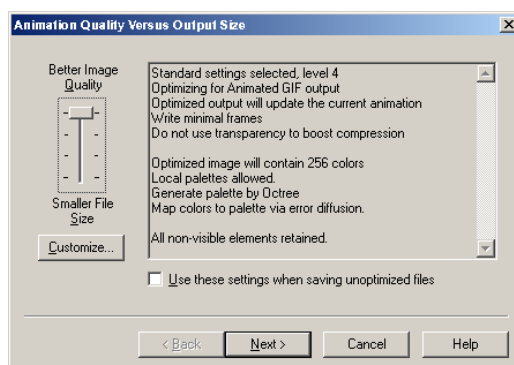 Animation Quality Versus Output Size
Better Image
Quality
Smaller File
Size
Customize...
Standard settings selected, level 4
Optimizing for Animated GIF output
Optimized output will update the current animation
Write minimal frames
Do not use transparency to boost compression
Optimized image will contain 256 colors
Local palettes allowed.
Generate palette by Octree
Map colors to palette via error diffusion.
All non-visible elements retained.
Use these settings when saving unoptimized files
< Back
Next >
Cancel
Help